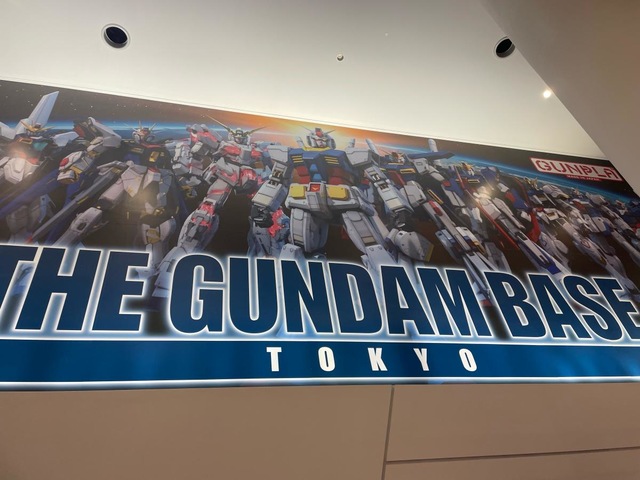 GUNPLA
THE GUNDAM BASE
TOKYO